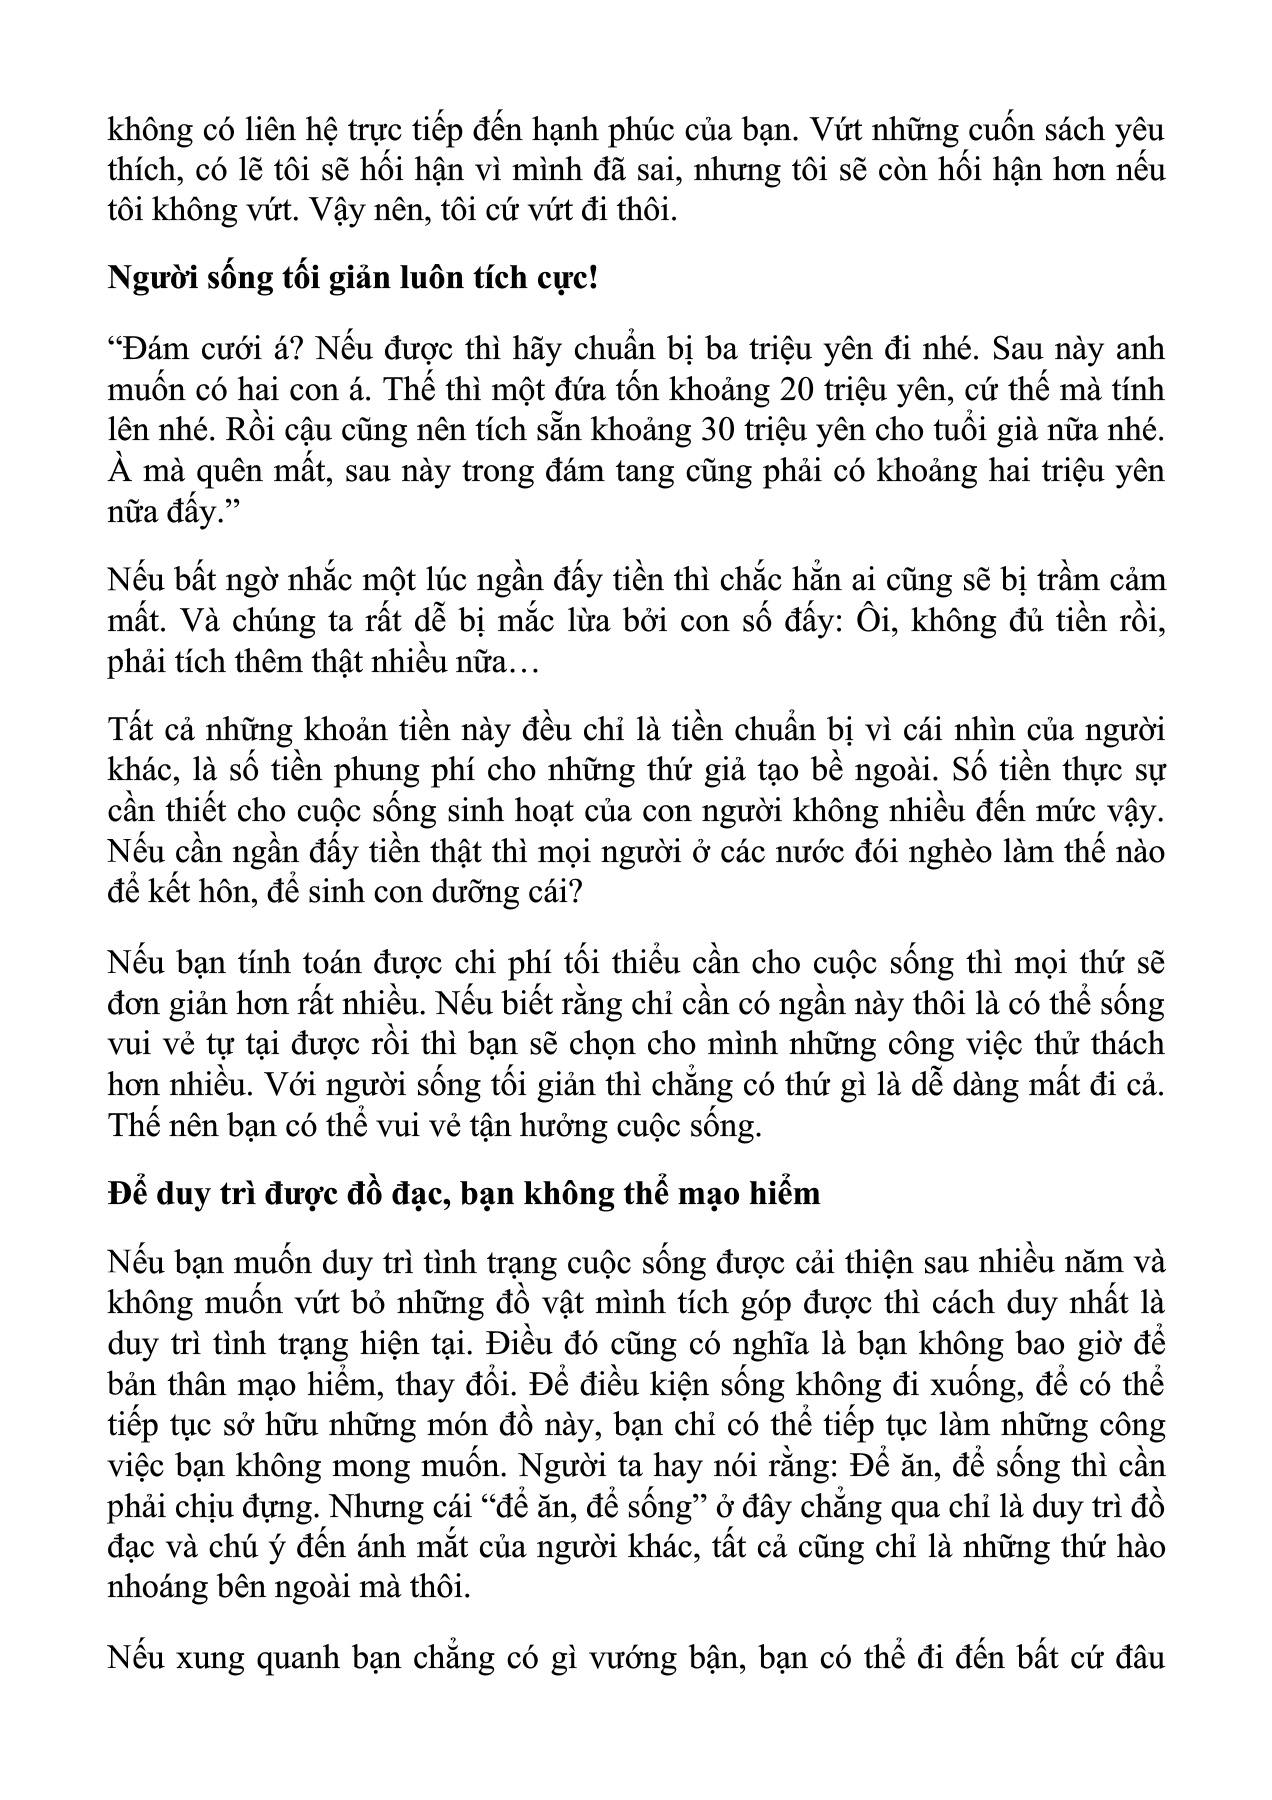 không có liên hệ trực tiếp đến hạnh phúc của bạn. Vứt những cuốn sách yêu
thích, có lẽ tôi sẽ hối hận vì mình đã sai, nhưng tôi sẽ còn hối hận hơn nếu
tôi không vứt. Vậy nên, tôi cứ vứt đi thôi.
Người sống tối giản luôn tích cực!
“Đám cưới á? Nếu được thì hãy chuẩn bị ba triệu yên đi nhé. Sau này anh
muốn có hai con á. Thế thì một đứa tốn khoảng 20 triệu yên, cứ thế mà tính
lên nhé. Rồi cậu cũng nên tích sẵn khoảng 30 triệu yên cho tuổi già nữa nhé.
À mà quên mất, sau này trong đám tang cũng phải có khoảng hai triệu yên
nữa đấy.”
Nếu bất ngờ nhắc một lúc ngần đấy tiền thì chắc hẳn ai cũng sẽ bị trầm cảm
mất. Và chúng ta rất dễ bị mắc lừa bởi con số đấy: Ôi, không đủ tiền rồi,
phải tích thêm thật nhiều nữa…
Tất cả những khoản tiền này đều chỉ là tiền chuẩn bị vì cái nhìn của người
khác, là số tiền phung phí cho những thứ giả tạo bề ngoài. Số tiền thực sự
cần thiết cho cuộc sống sinh hoạt của con người không nhiều đến mức vậy.
Nếu cần ngần đấy tiền thật thì mọi người ở các nước đói nghèo làm thế nào
để kết hôn, để sinh con dưỡng cái?
Nếu bạn tính toán được chi phí tối thiểu cần cho cuộc sống thì mọi thứ sẽ
đơn giản hơn rất nhiều. Nếu biết rằng chỉ cần có ngần này thôi là có thể sống
vui vẻ tự tại được rồi thì bạn sẽ chọn cho mình những công việc thử thách
hơn nhiều. Với người sống tối giản thì chẳng có thứ gì là dễ dàng mất đi cả.
Thế nên bạn có thể vui vẻ tận hưởng cuộc sống.
Để duy trì được đồ đạc, bạn không thể mạo hiểm
Nếu bạn muốn duy trì tình trạng cuộc sống được cải thiện sau nhiều năm và
không muốn vứt bỏ những đồ vật mình tích góp được thì cách duy nhất là
duy trì tình trạng hiện tại. Điều đó cũng có nghĩa là bạn không bao giờ để
bản thân mạo hiểm, thay đổi. Để điều kiện sống không đi xuống, để có thể
tiếp tục sở hữu những món đồ này, bạn chỉ có thể tiếp tục làm những công
việc bạn không mong muốn. Người ta hay nói rằng: Để ăn, để sống thì cần
phải chịu đựng. Nhưng cái “để ăn, để sống” ở đây chẳng qua chỉ là duy trì đồ
đạc và chú ý đến ánh mắt của người khác, tất cả cũng chỉ là những thứ hào
nhoáng bên ngoài mà thôi.
Nếu xung quanh bạn chẳng có gì vướng bận, bạn có thể đi đến bất cứ đâu